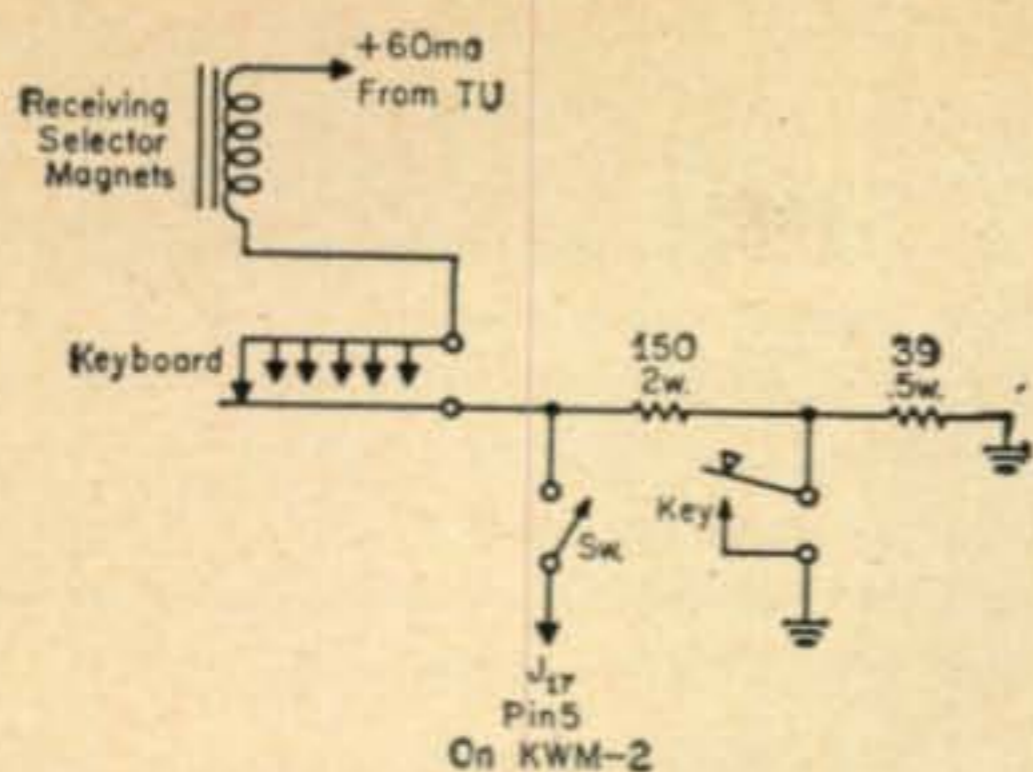 +60ma
From TU
Receiving
Selector
Magnets
Keyboard
150
2w.
39
.5w.
Key
Sw.
J17
Pin5
On KWM-2